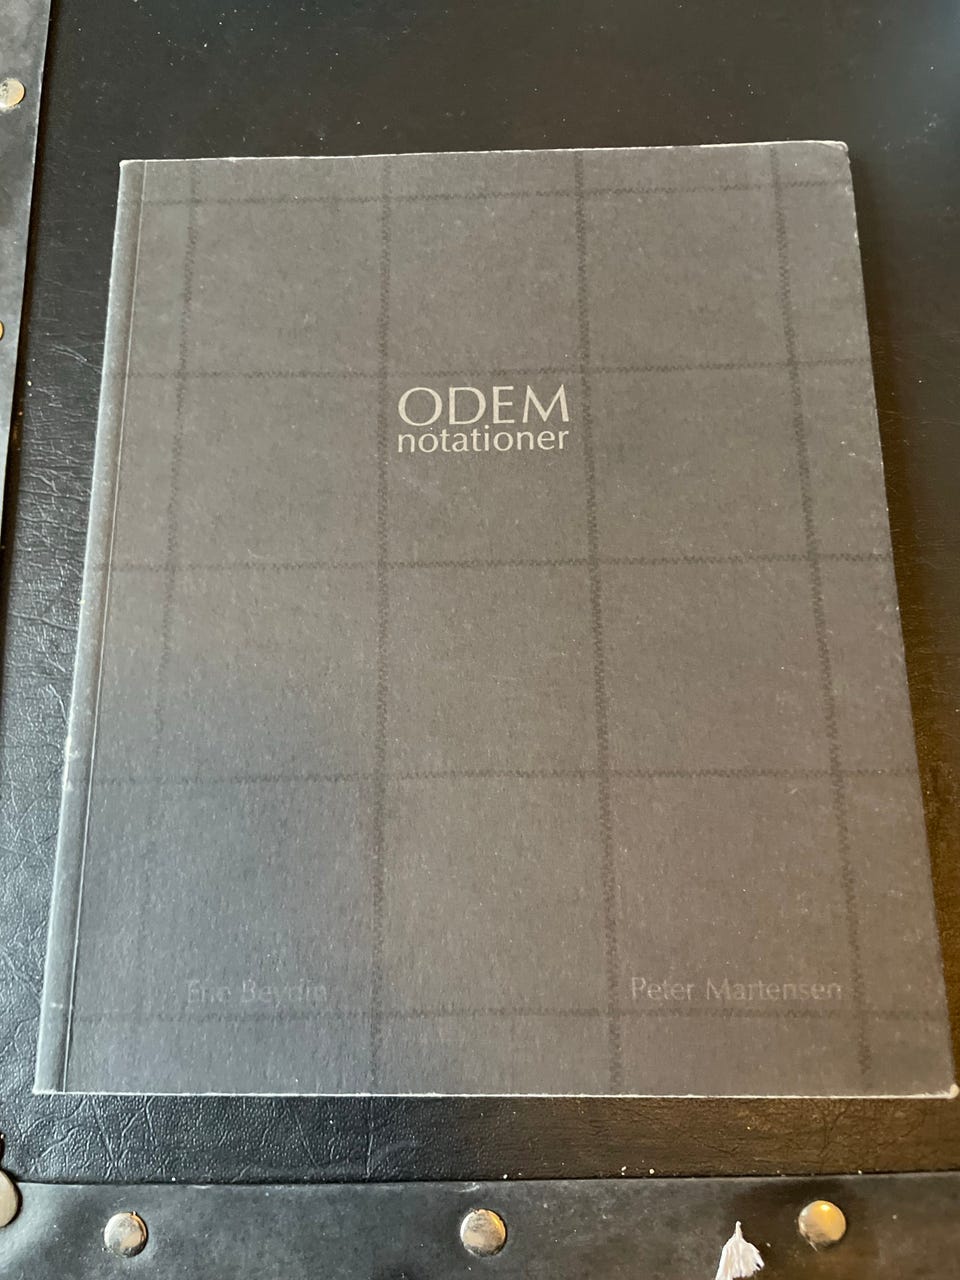 ODEM
notationer
Peter Martensen